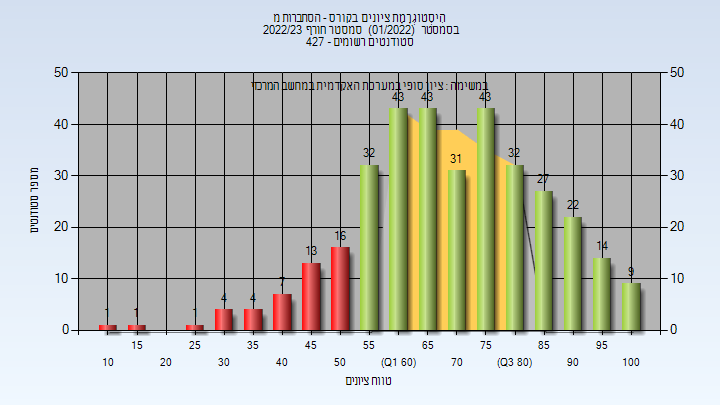 היסטוגרמת ציונים בקורס - הסתברות מ
בסמסטר (01/2022) סמסטר חורף 2022/23
סטודנטים רשומים - 427
במשימה : ציון סופי במערכת האקדמית במחשב המרכזי
מספר סטודנטים
50 50
40 40
30 30
20 20
10 10
0 0
1 1 1 4 4 7 13 16 32 43 43 31 43 32 27 22 14 9
15 25 35 45 55 65 75 85 95
10 20 30 40 50 (Q1 60) 70 (Q3 80) 90 100
טווח ציונים